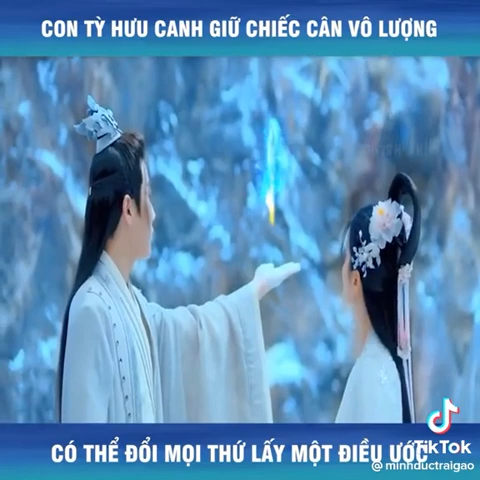 CON TỲ HƯU CANH GIỮ CHIẾC CÂN VÔ LƯỢNG
CÓ THỂ ĐỔI MỌI THỨ LẤY MỘT ĐIỀU ƯỚC
TikTok
@minhductraigao